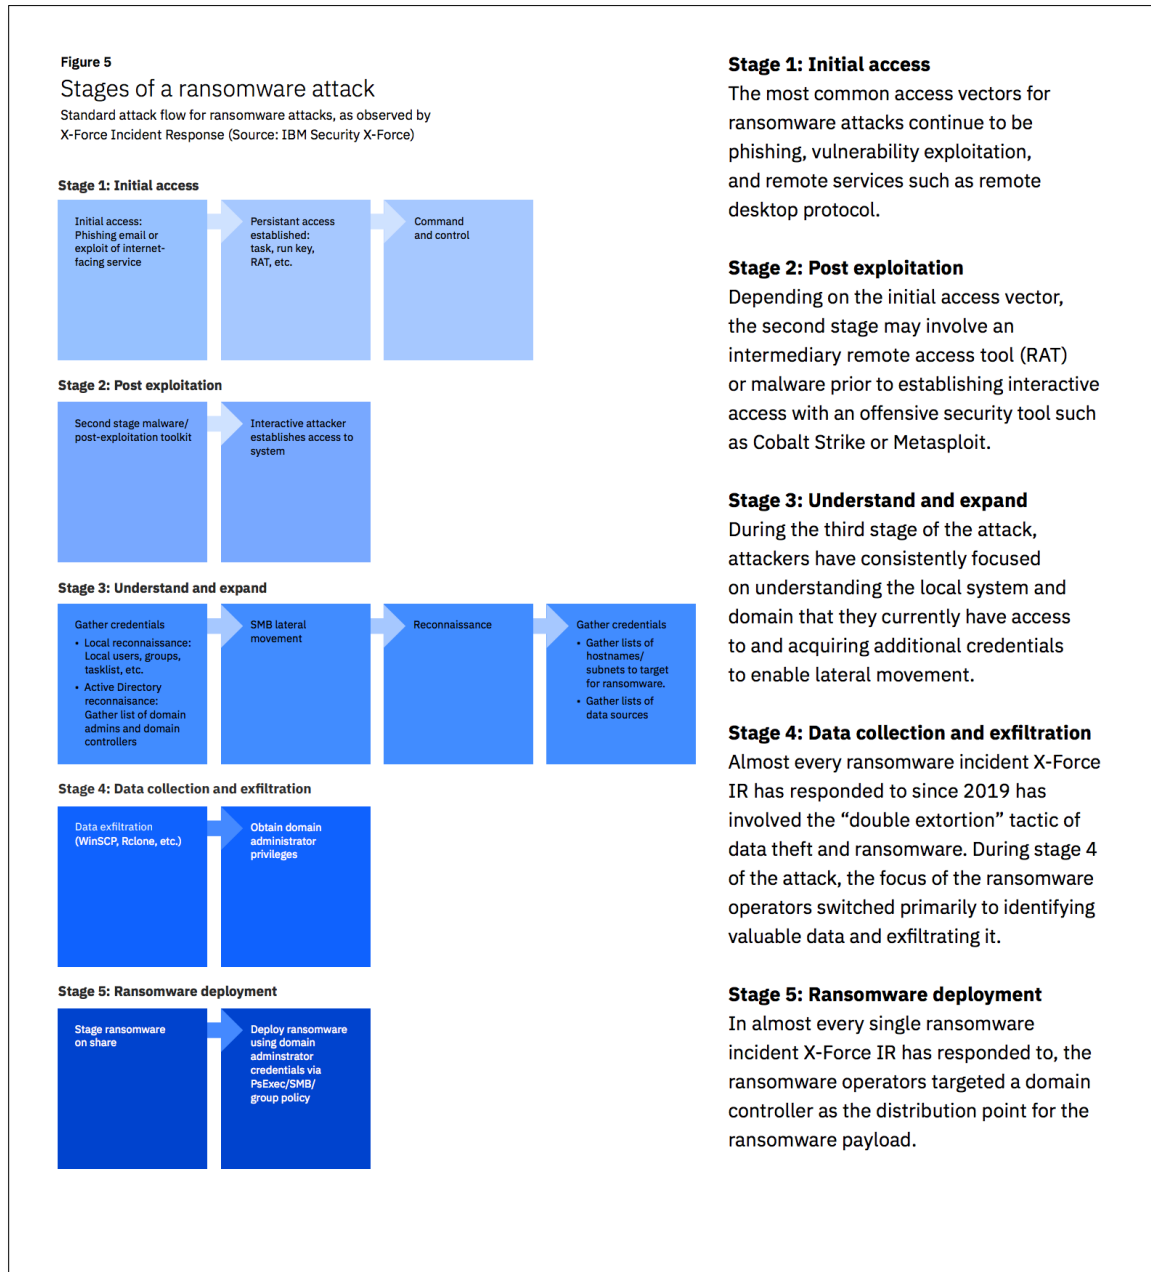 Figure 5
Stages of a ransomware attack
Standard attack flow for ransomware attacks, as observed by
X-Force Incident Response (Source: IBM Security X-Force)
Stage 1: Initial access
Initial access:
Phishing email or
exploit of internet-
facing service
Persistant access
established:
task, run key,
RAT, etc.
Command
and control
Stage 2: Post exploitation
Second stage malware/
post-exploitation toolkit
Interactive attacker
establishes access to
system
Stage 3: Understand and expand
Gather credentials
• Local reconnaissance:
Local users, groups,
tasklist, etc.
• Active Directory
reconnaisance:
Gather list of domain
admins and domain
controllers
SMB lateral
movement
Reconnaissance
Gather credentials
• Gather lists of
hostnames/
subnets to target
for ransomware.
• Gather lists of
data sources
Stage 4: Data collection and exfiltration
Data exfiltration
(WinSCP, Rclone, etc.)
Obtain domain
administrator
privileges
Stage 5: Ransomware deployment
Stage ransomware
on share
Deploy ransomware
using domain
adminstrator
credentials via
PsExec/SMB/
group policy
Stage 1: Initial access
The most common access vectors for
ransomware attacks continue to be
phishing, vulnerability exploitation,
and remote services such as remote
desktop protocol.
Stage 2: Post exploitation
Depending on the initial access vector,
the second stage may involve an
intermediary remote access tool (RAT)
or malware prior to establishing interactive
access with an offensive security tool such
as Cobalt Strike or Metasploit.
Stage 3: Understand and expand
During the third stage of the attack,
attackers have consistently focused
on understanding the local system and
domain that they currently have access
to and acquiring additional credentials
to enable lateral movement.
Stage 4: Data collection and exfiltration
Almost every ransomware incident X-Force
IR has responded to since 2019 has
involved the “double extortion” tactic of
data theft and ransomware. During stage 4
of the attack, the focus of the ransomware
operators switched primarily to identifying
valuable data and exfiltrating it.
Stage 5: Ransomware deployment
In almost every single ransomware
incident X-Force IR has responded to, the
ransomware operators targeted a domain
controller as the distribution point for the
ransomware payload.